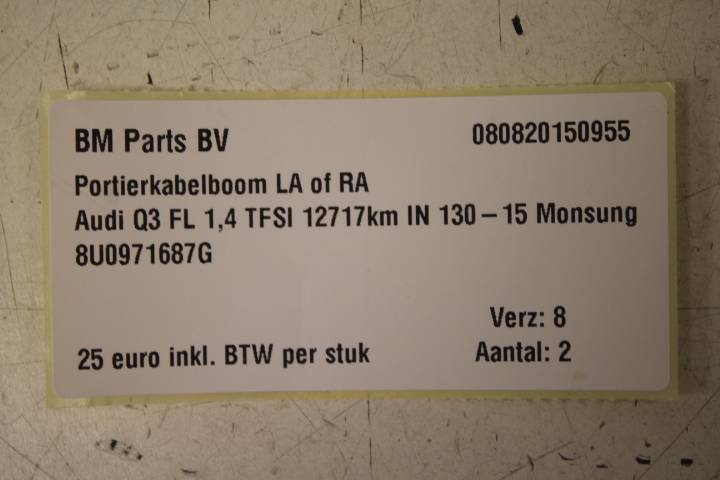 BM Parts BV 080820150955
Portierkabelboom LA of RA
Audi Q3 FL 1,4 TFSI 12717km IN 130 – 15 Monsung
8U0971687G
Verz: 8
25 euro inkl. BTW per stuk Aantal: 2